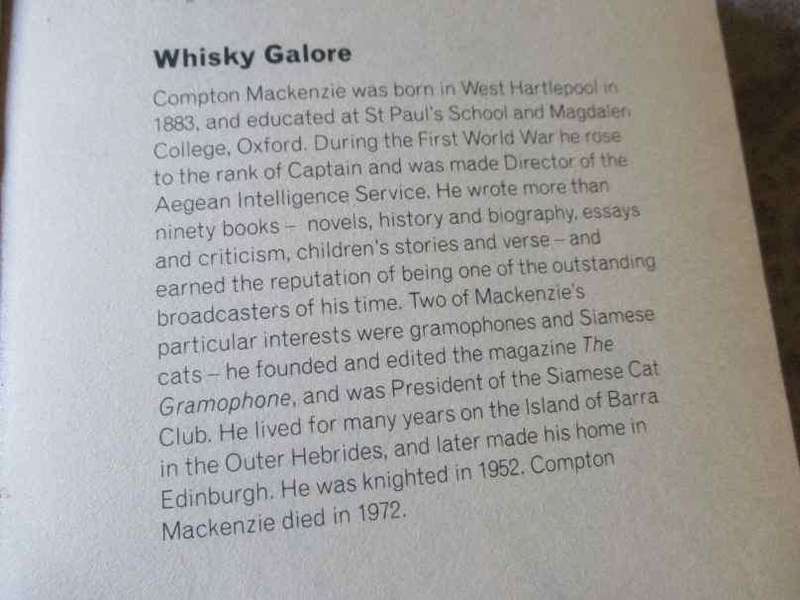 Whisky Galore
Compton Mackenzie was born in West Hartlepool in
1883, and educated at St Paul's School and Magdalen
College, Oxford. During the First World War he rose
to the rank of Captain and was made Director of the
Aegean Intelligence Service. He wrote more than
ninety books – novels, history and biography, essays
and criticism, children's stories and verse – and
earned the reputation of being one of the outstanding
broadcasters of his time. Two of Mackenzie's
particular interests were gramophones and Siamese
cats – he founded and edited the magazine The
Gramophone, and was President of the Siamese Cat
Club. He lived for many years on the Island of Barra
in the Outer Hebrides, and later made his home in
Edinburgh. He was knighted in 1952. Compton
Mackenzie died in 1972.